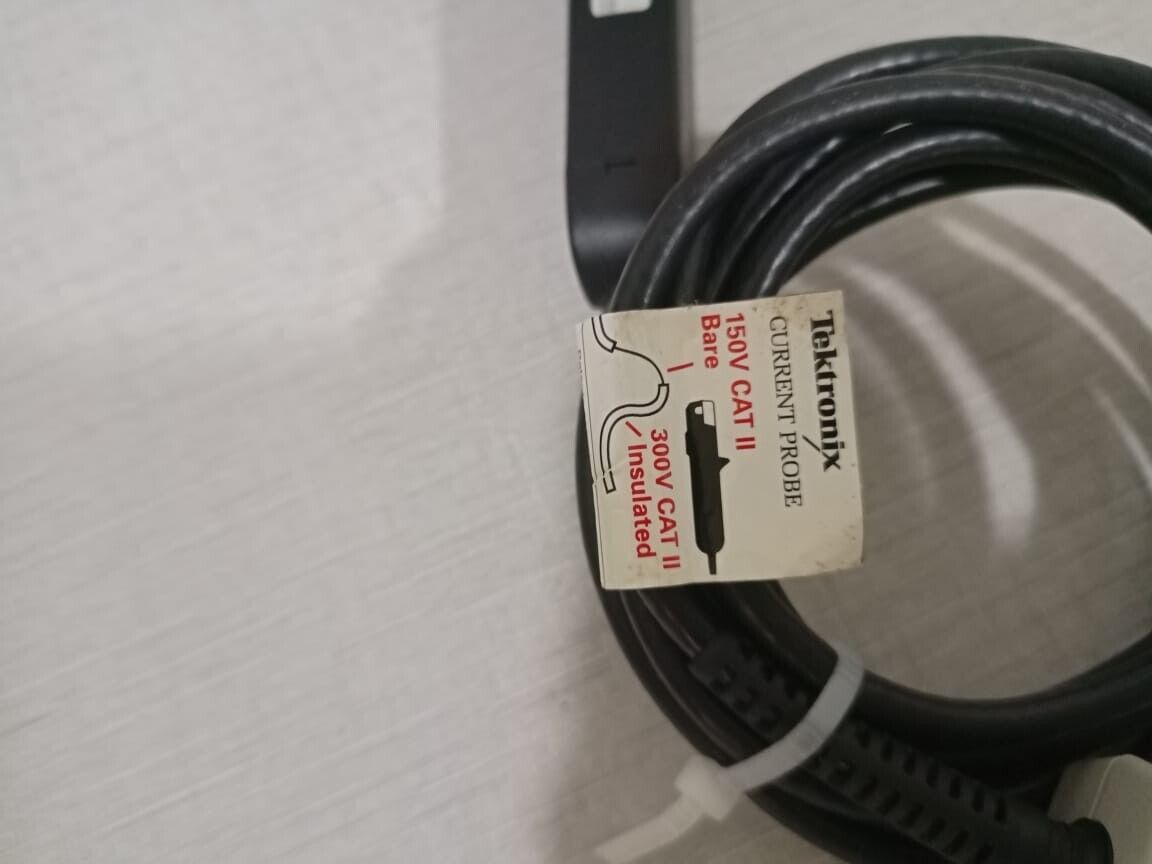 Tektronix
CURRENT PROBE
150V CAT II
Bare
300V CAT II
Insulated